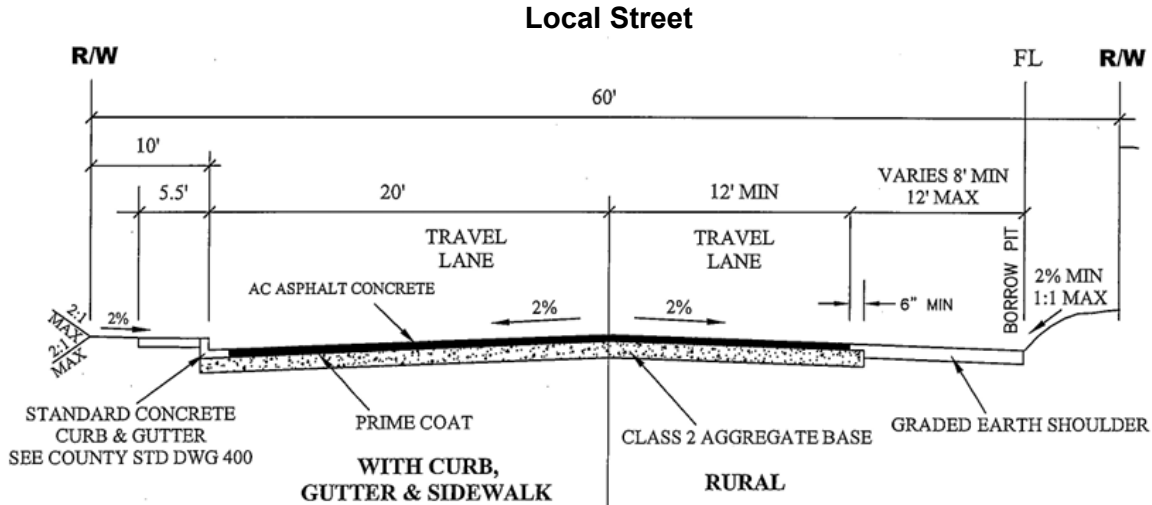 Local Street
R/W
FL
R/W
60'
10'
5.5'
20'
12' MIN
VARIES 8' MIN
12' MAX
TRAVEL
LANE
TRAVEL
LANE
BORROW PIT
AC ASPHALT CONCRETE
2% MIN
1:1 MAX
2:1
MAX
2%
2%
2%
6" MIN
2:1
MAX
STANDARD CONCRETE
CURB & GUTTER
SEE COUNTY STD DWG 400
PRIME COAT
CLASS 2 AGGREGATE BASE
GRADED EARTH SHOULDER
WITH CURB,
GUTTER & SIDEWALK
RURAL